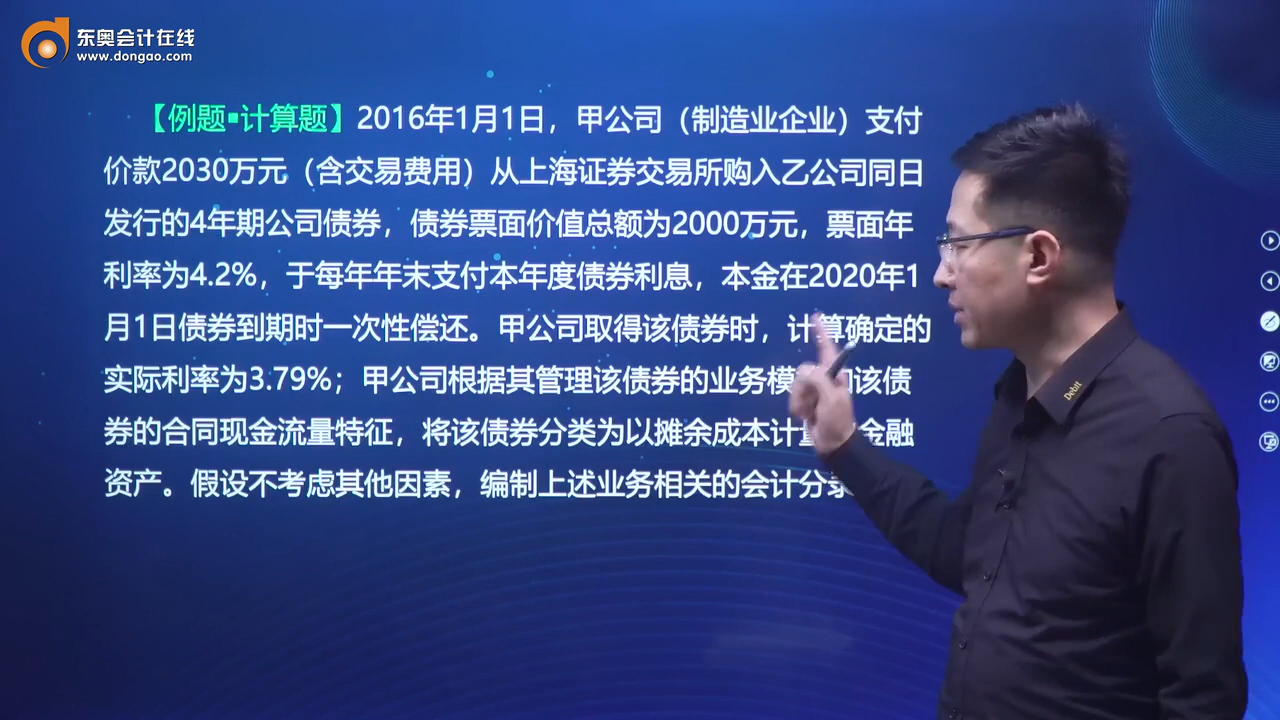 东奥会计在线
www.dongao.com
【例题▪计算题】2016年1月1日，甲公司（制造业企业）支付
价款2030万元（含交易费用）从上海证券交易所购入乙公司同日
发行的4年期公司债券，债券票面价值总额为2000万元，票面年
利率为4.2%，于每年年末支付本年度债券利息，本金在2020年1
月1日债券到期时一次性偿还。甲公司取得该债券时，计算确定的
实际利率为3.79%；甲公司根据其管理该债券的业务模 和该债
券的合同现金流量特征，将该债券分类为以摊余成本计量 金融
资产。假设不考虑其他因素，编制上述业务相关的会计分录
Debit